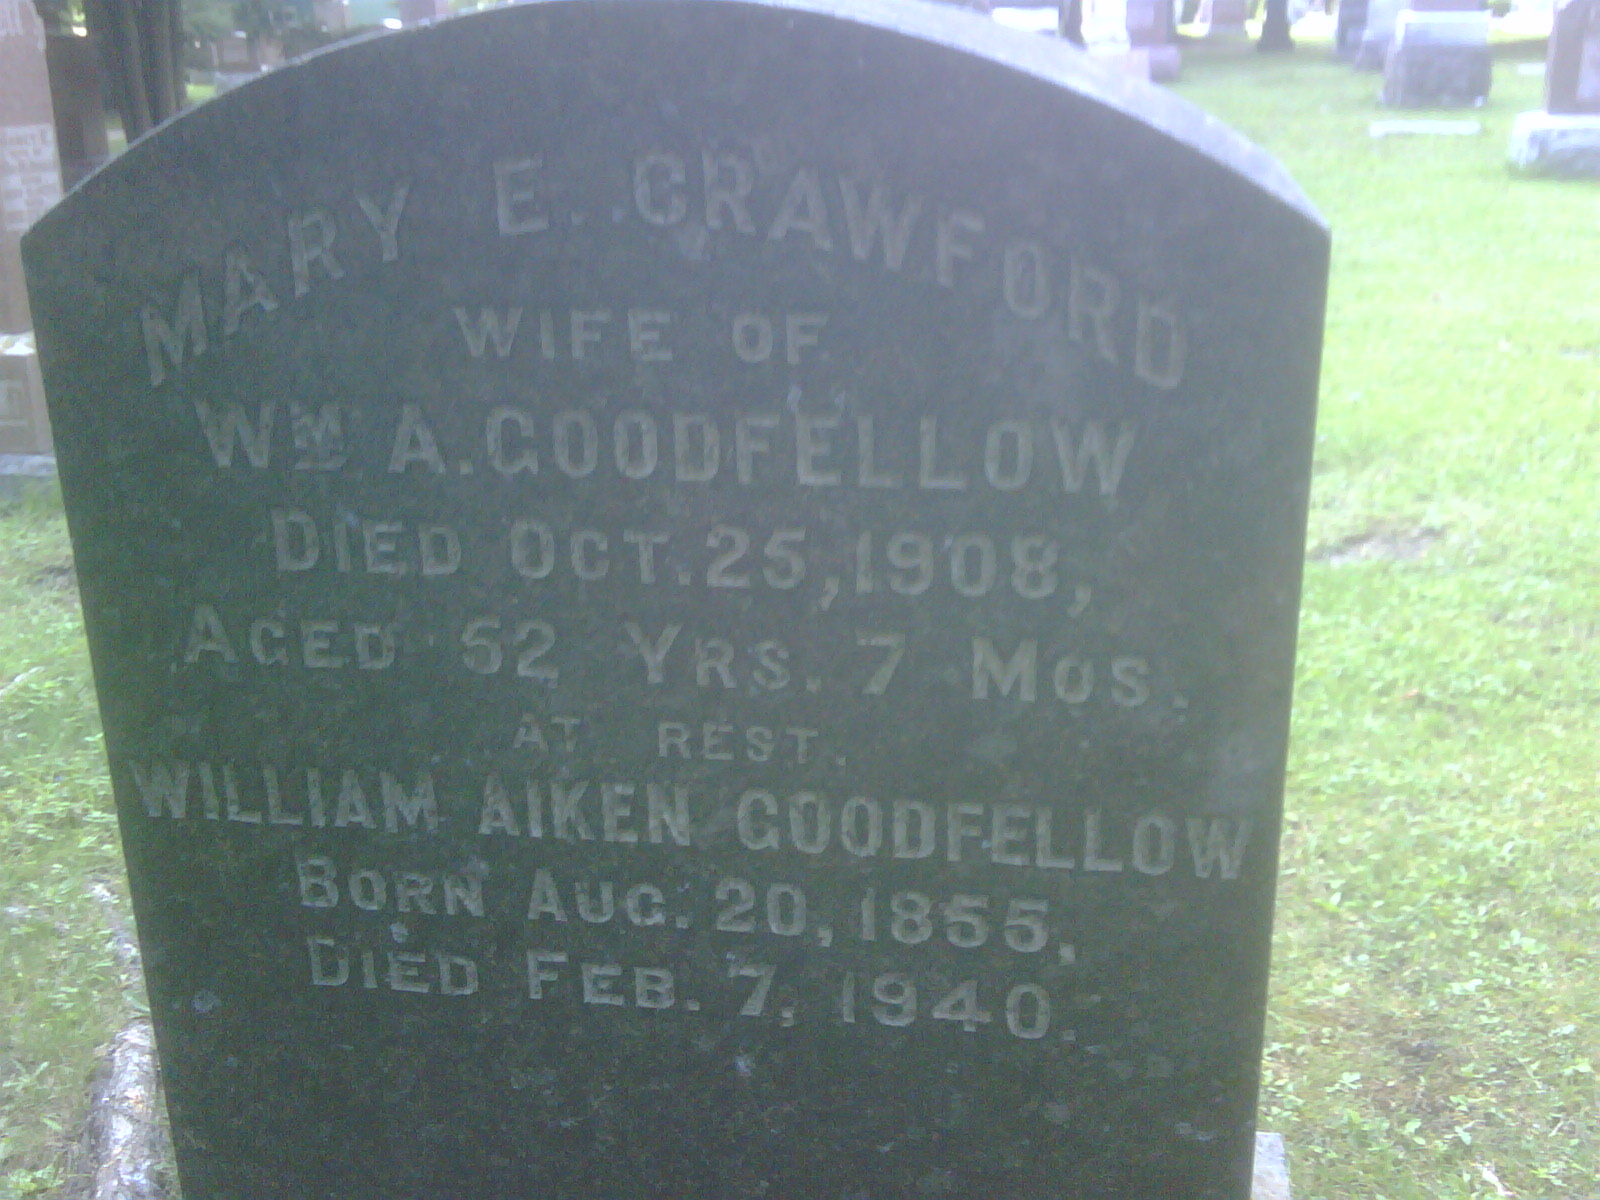 MARY E. CRAWFORD
WIFE OF
WM A. GOODFELLOW
DIED OCT. 25, 1908,
AGED 52 YRS. 7 MOS.
AT REST.
WILLIAM AIKEN GOODFELLOW
BORN AUG. 20, 1855.
DIED FEB. 7, 1940.